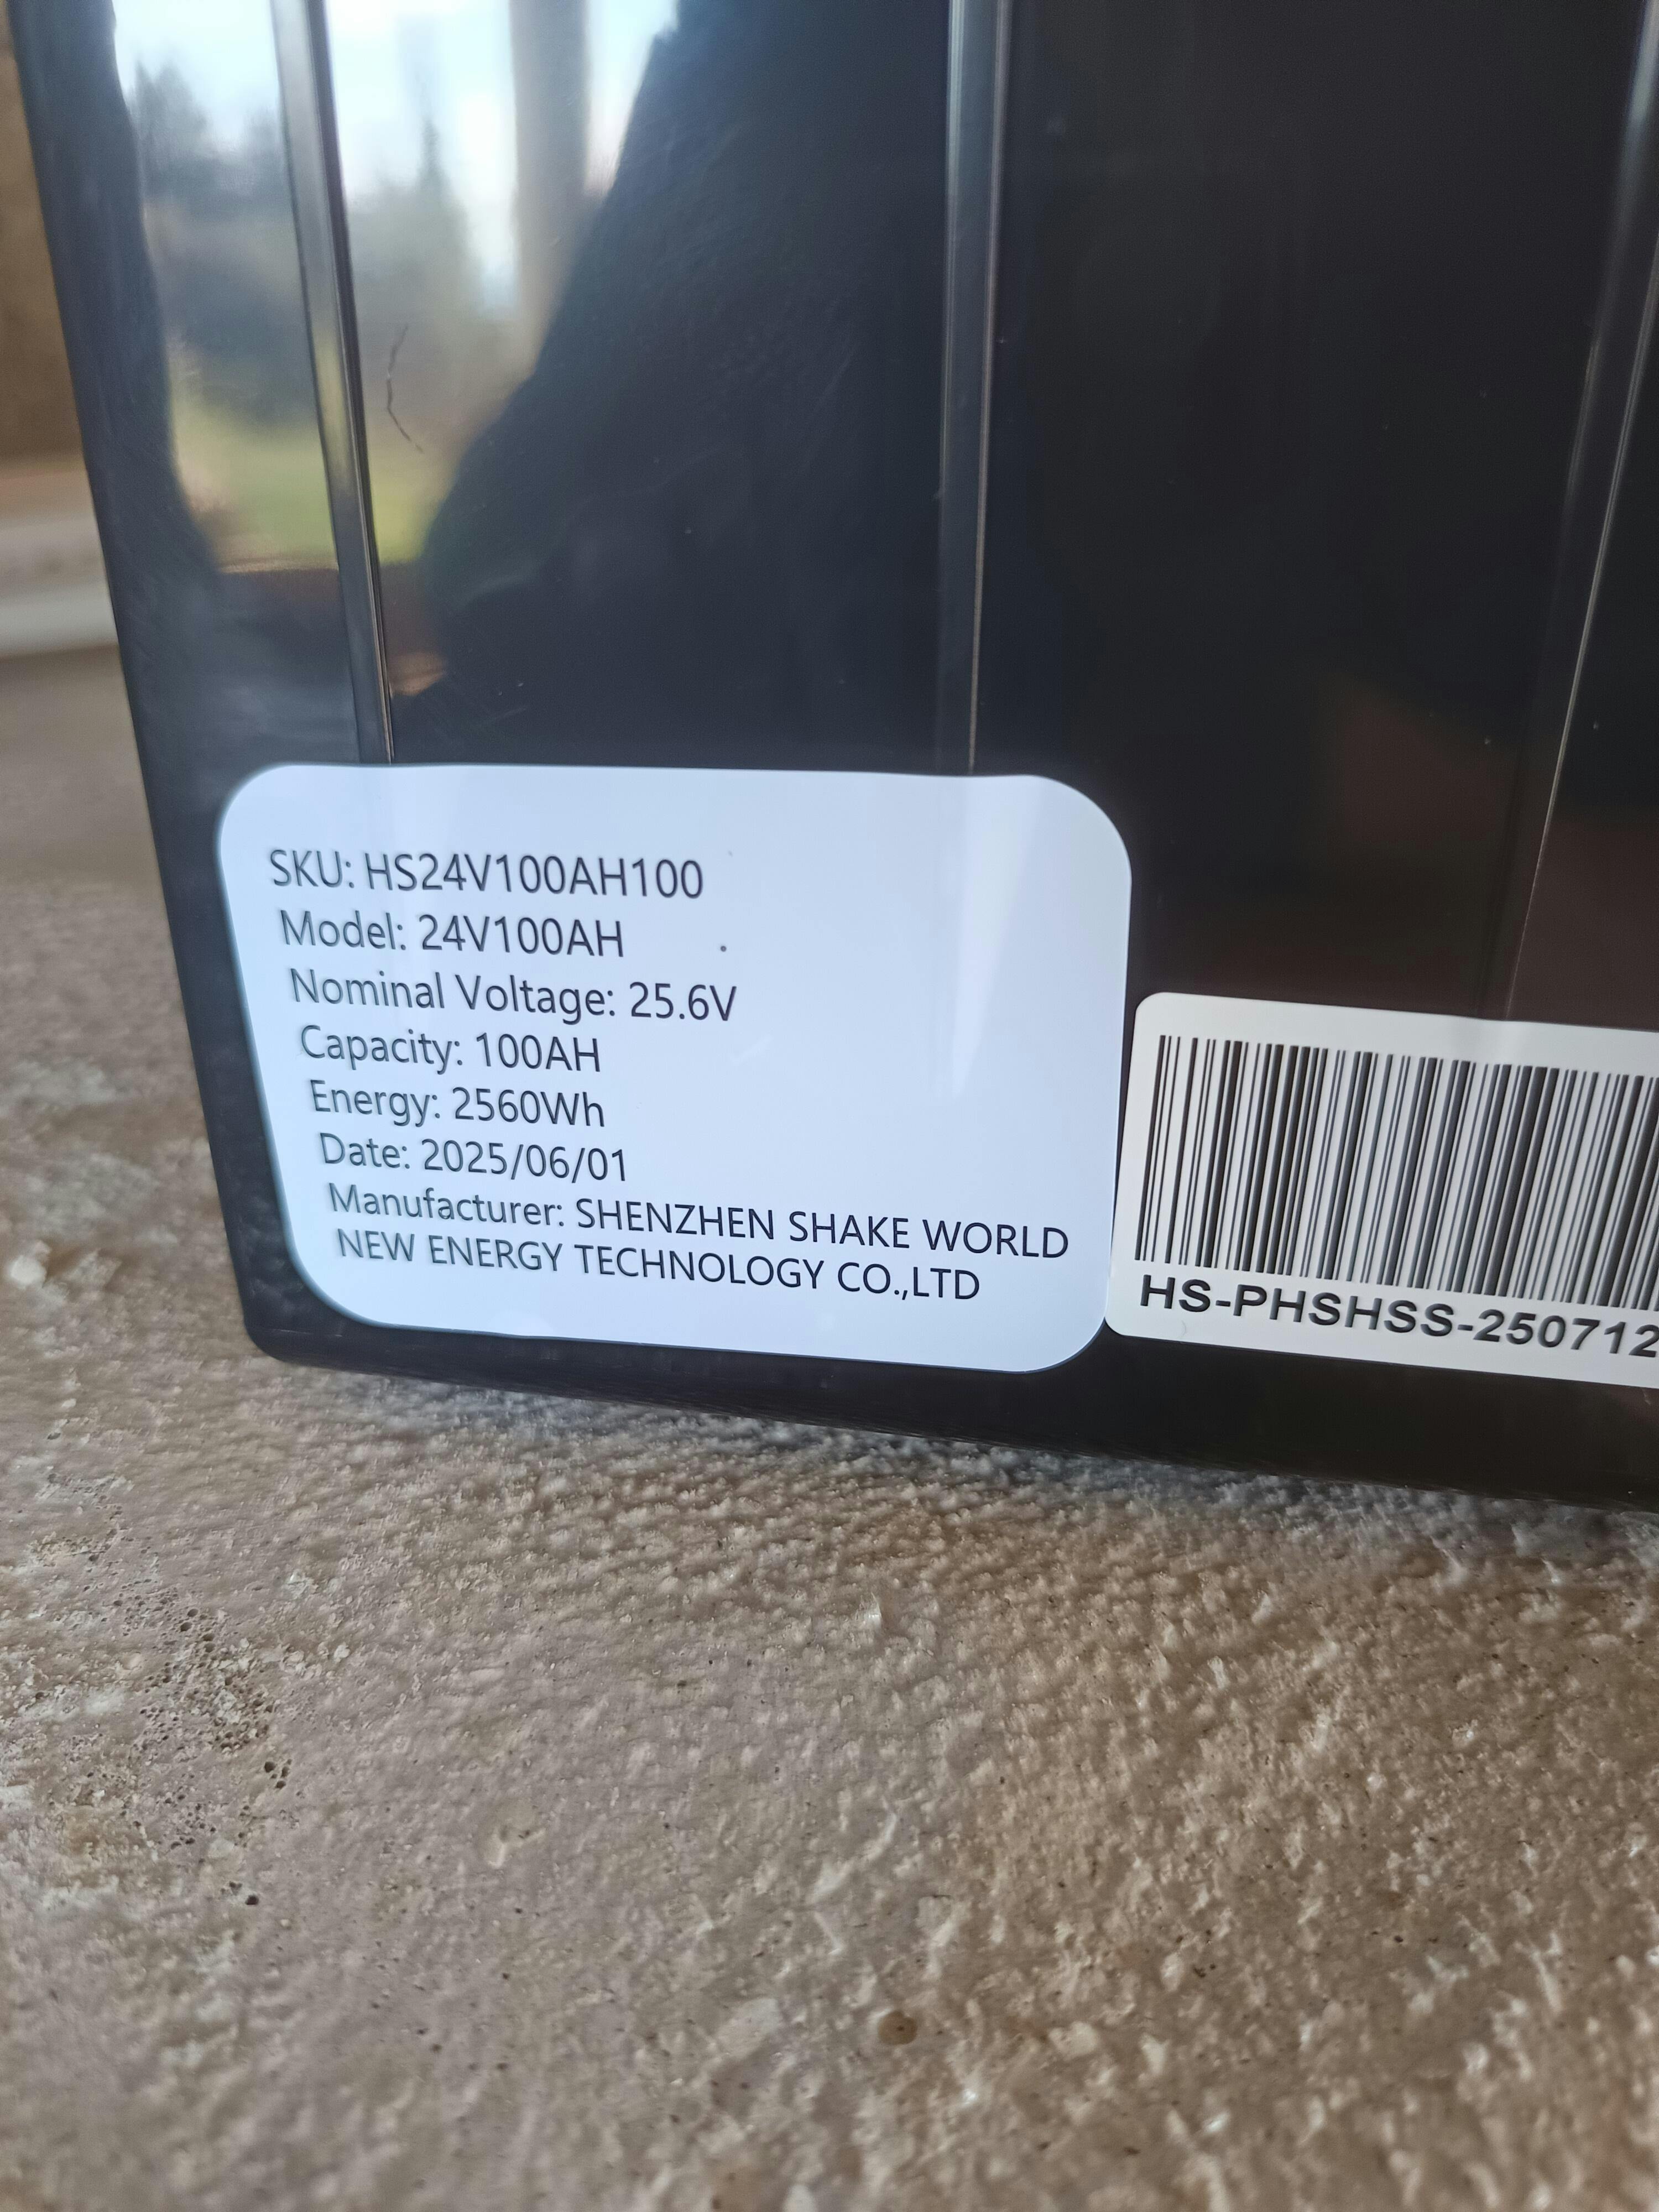 SKU: HS24V100AH100
Model: 24V100AH
Nominal Voltage: 25.6V
Capacity: 100AH
Energy: 2560Wh
Date: 2025/06/01
Manufacturer: SHENZHEN SHAKE WORLD
NEW ENERGY TECHNOLOGY CO.,LTD
HS-PHSHSS-250712